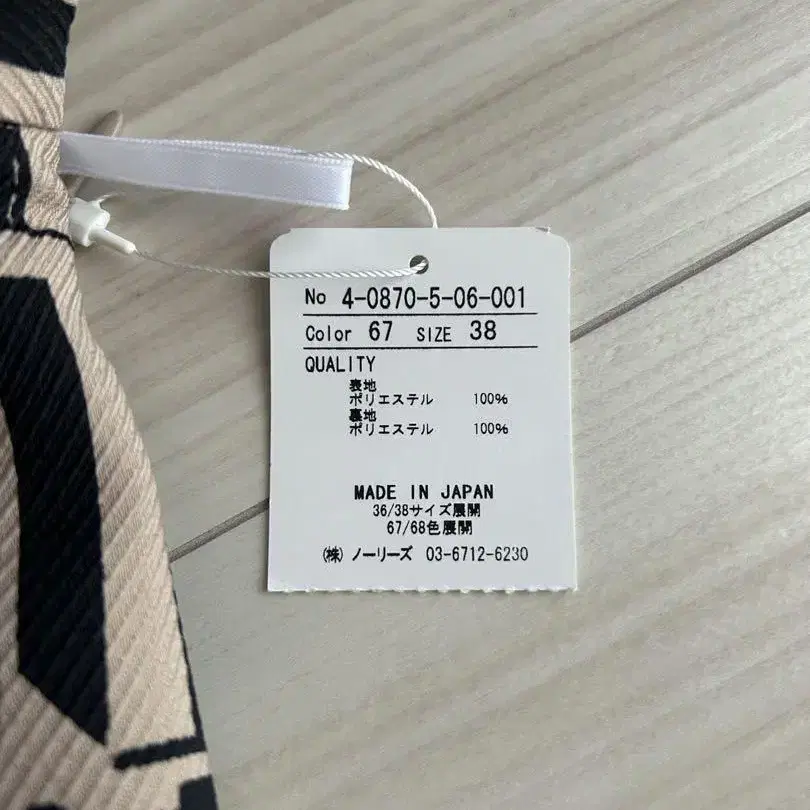 No 4-0870-5-06-001
Color 67 SIZE 38
QUALITY
表地
ポリエステル 100%
裏地
ポリエステル 100%
MADE IN JAPAN
36/38サイズ展開
67/68色展開
(株) ノーリーズ 03-6712-6230